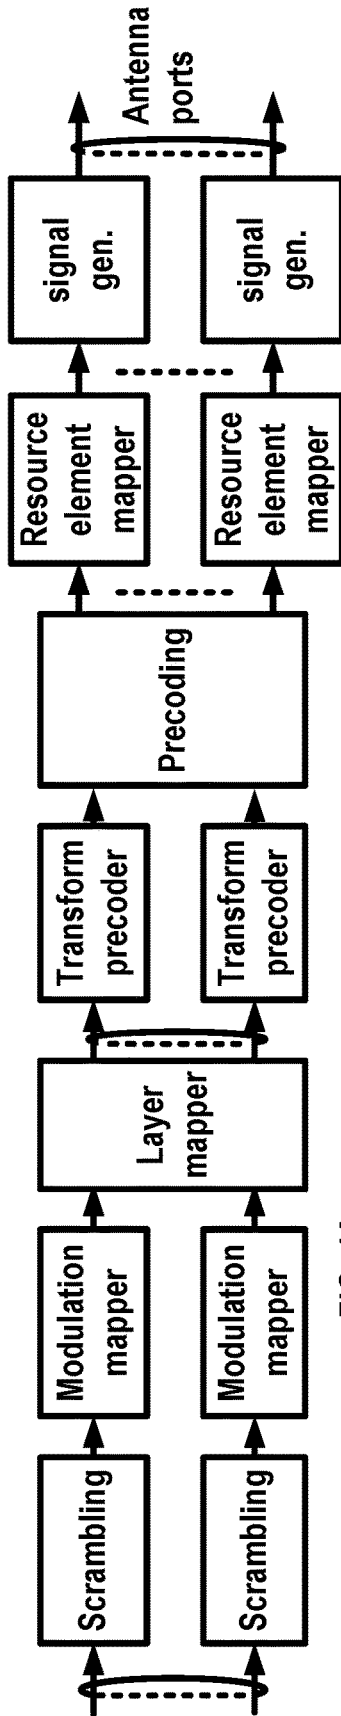 Scrambling
Modulation
mapper
Layer
mapper
Transform
precoder
Precoding
Resource
element
mapper
signal
gen.
Antenna
ports
Scrambling
Modulation
mapper
Transform
precoder
Resource
element
mapper
signal
gen.